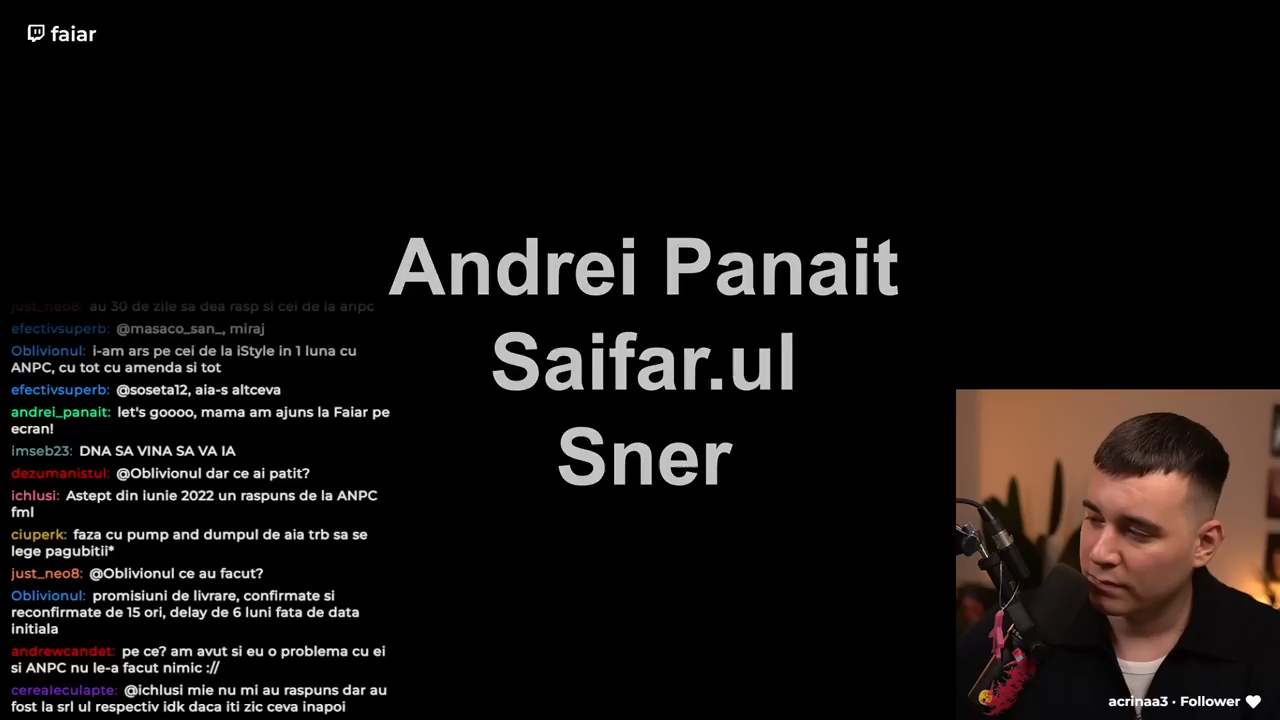 faiar
Andrei Panait
Saifar.ul
Sner
just_neo8: au 30 de zile sa dea rasp si cei de la anpc
efectivsuperb: @masaco_san_, miraj
Oblivionul: i-am ars pe cei de la iStyle in 1 luna cu
ANPC, cu tot cu amenda si tot
efectivsuperb: @soseta12, aia-s altceva
andrei_panait: let's goooo, mama am ajuns la Faiar pe
ecran!
imseb23: DNA SA VINA SA VA IA
dezumanistul: @Oblivionul dar ce ai patit?
ichlusi: Astept din iunie 2022 un raspuns de la ANPC
fml
ciuperk: faza cu pump and dumpul de aia trb sa se
lege pagubitii*
just_neo8: @Oblivionul ce au facut?
Oblivionul: promisiuni de livrare, confirmate si
reconfirmate de 15 ori, delay de 6 luni fata de data
initiala
andrewcandet: pe ce? am avut si eu o problema cu ei
si ANPC nu le-a facut nimic ://
cerealeculapte: @ichlusi mie nu mi au raspuns dar au
fost la srl ul respectiv idk daca iti zic ceva inapoi
acrinaa3 · Follower